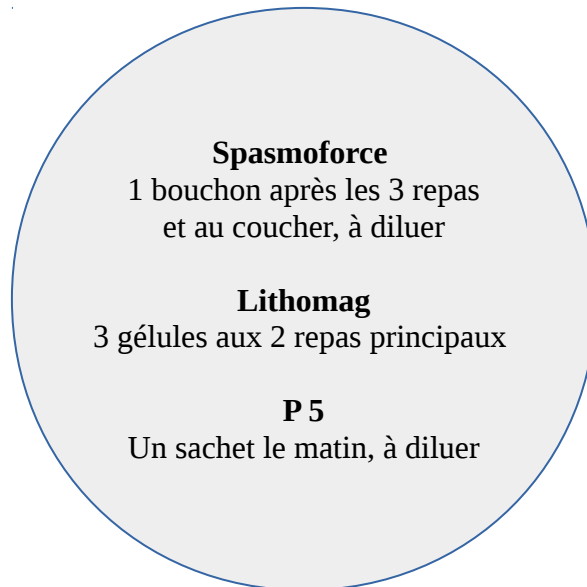 Spasmoforce
1 bouchon après les 3 repas
et au coucher, à diluer
Lithomag
3 gélules aux 2 repas principaux
P 5
Un sachet le matin, à diluer